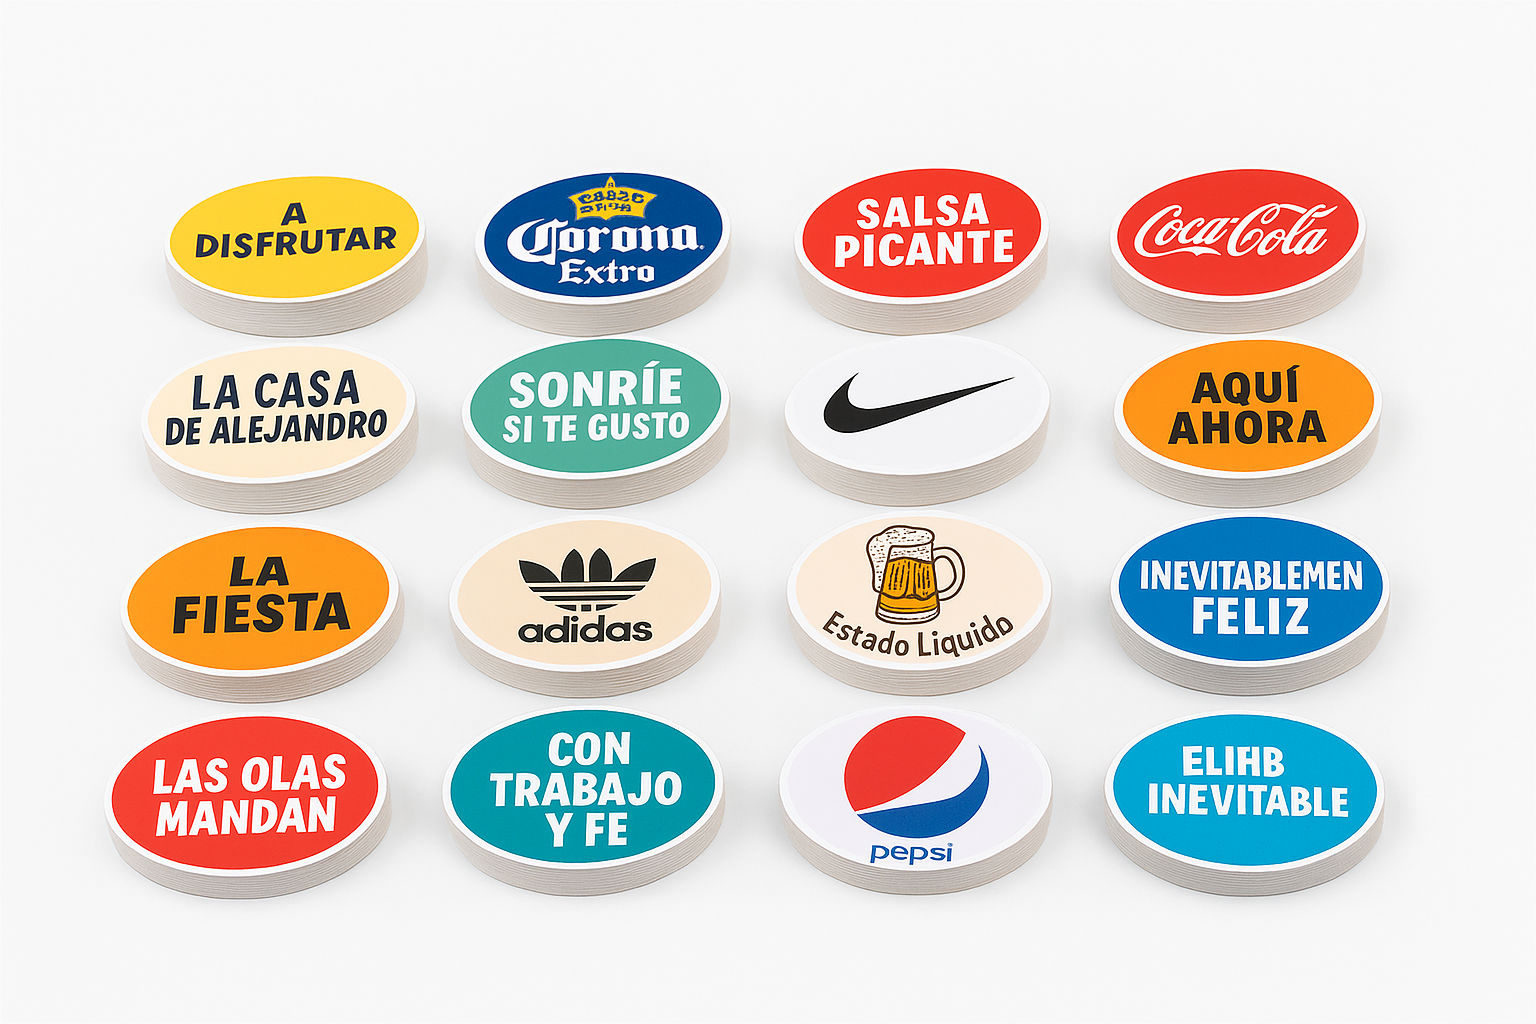 A
DISFRUTAR
Corona
Extro
SALSA
PICANTE
Coca-Cola
LA CASA
DE ALEJANDRO
SONRÍE
SI TE GUSTO
AQUÍ
AHORA
LA
FIESTA
adidas
Estado Liquido
INEVITABLEMEN
FELIZ
LAS OLAS
MANDAN
CON
TRABAJO
Y FE
pepsi
INEVITABLE